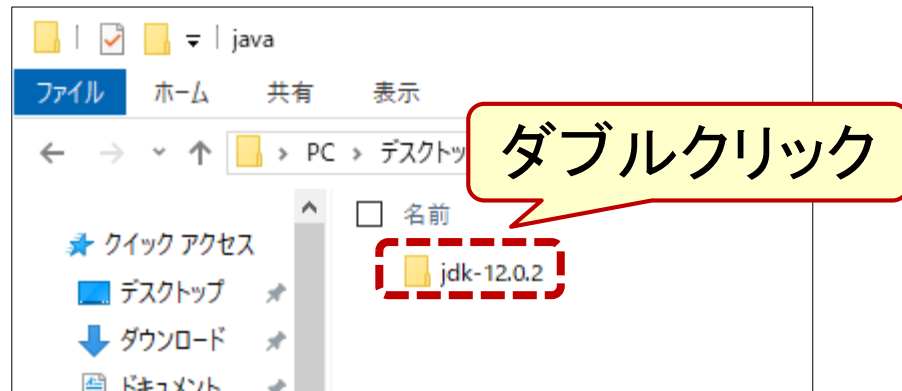 java
ファイル ホーム 共有 表示
PC デスクトッ
ダブルクリック
名前
クイック アクセス
jdk-12.0.2
デスクトップ
ダウンロード
ドキュメント